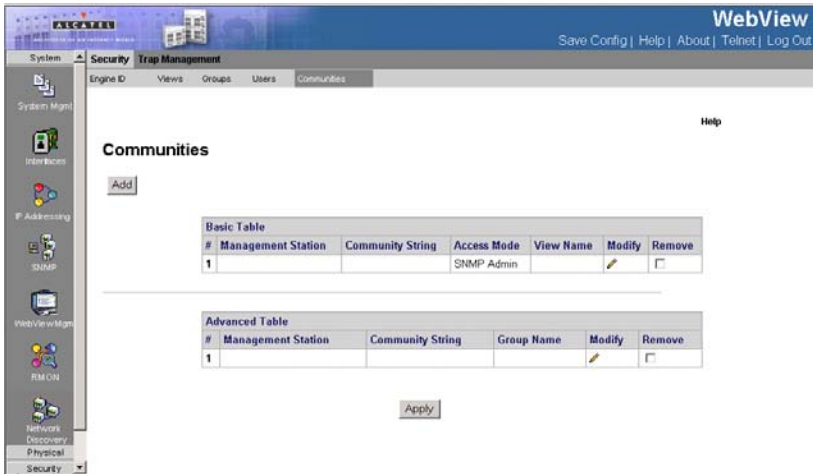 ALCATEL
WebView
Save Config | Help | About | Telnet | Log Out
System
Security Trap Management
Engine ID Views Groups Users Communities
System Mgmt
Interfaces
IP Addressing
SNMP
WebViewMgm
RMON
Network
Discovery
Physical
Security
Help
Communities
Add
Basic Table
# Management Station Community String Access Mode View Name Modify Remove
1 SNMP Admin
Advanced Table
# Management Station Community String Group Name Modify Remove
1
Apply